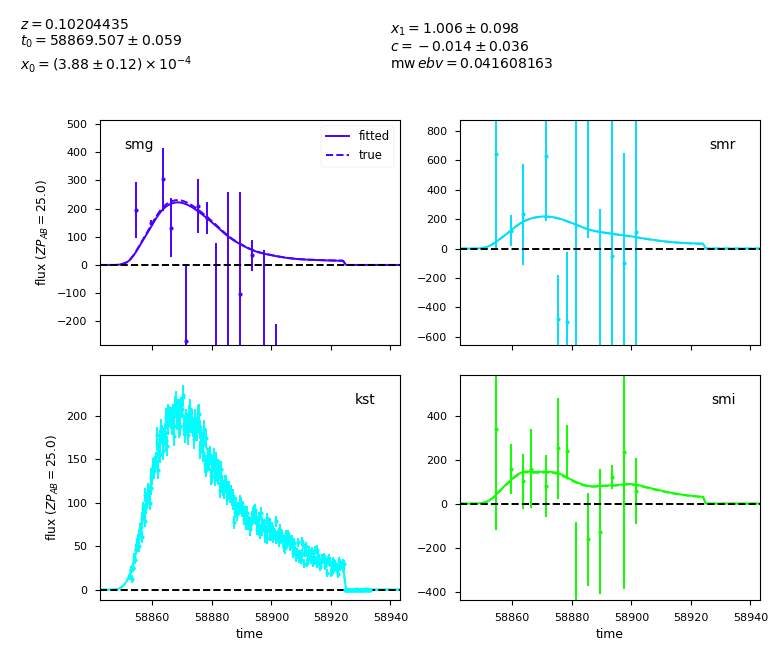 z = 0.10204435
t₀ = 58869.507 ± 0.059
x₀ = (3.88 ± 0.12) × 10⁻⁴
x₁ = 1.006 ± 0.098
c = −0.014 ± 0.036
mw ebv = 0.041608163
smg
fitted
true
500
400
300
200
100
0
−100
−200
flux (ZP_AB = 25.0)
smr
800
600
400
200
0
−200
−400
−600
kst
200
150
100
50
0
flux (ZP_AB = 25.0)
58860 58880 58900 58920 58940
time
smi
400
200
0
−200
−400
58860 58880 58900 58920 58940
time